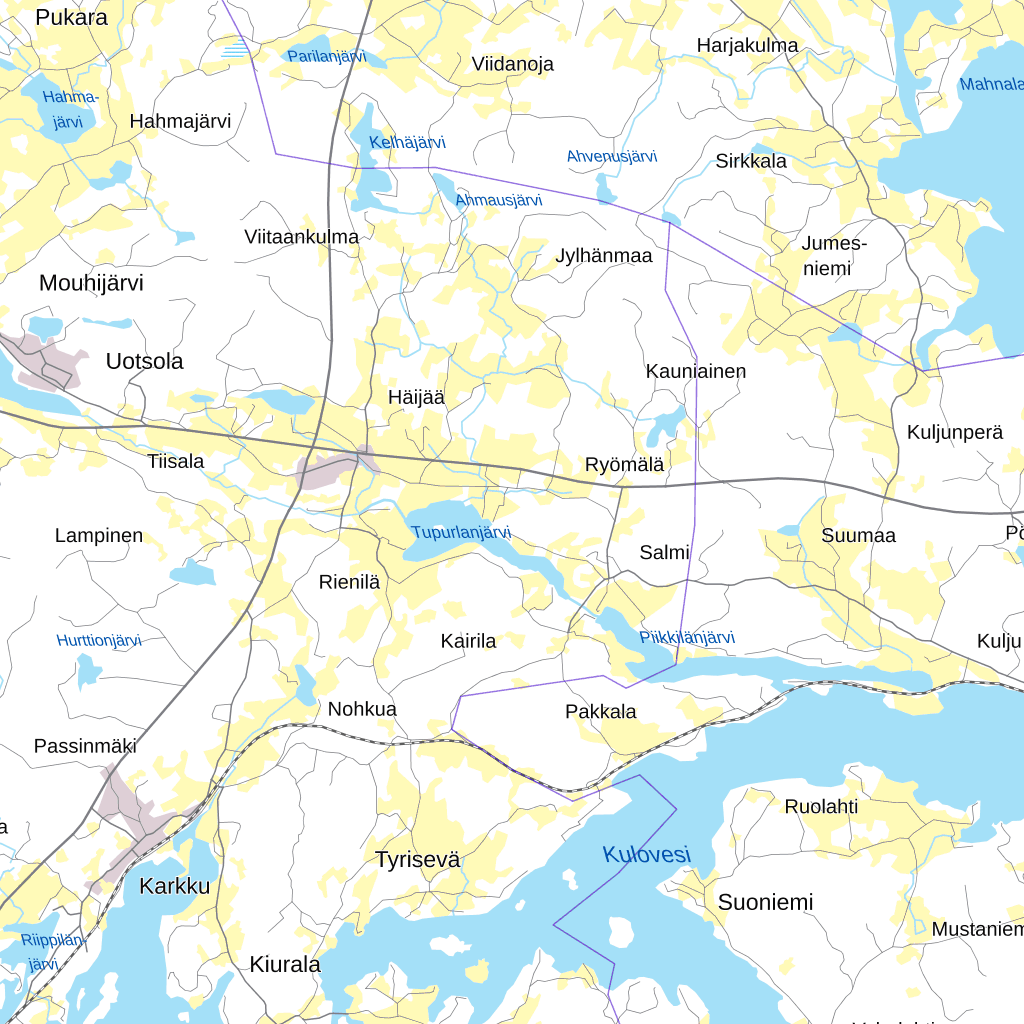 Pukara
Harjakulma
Parilanjärvi
Viidanoja
Mahnala
Hahma-
järvi
Hahmajärvi
Kelhäjärvi
Ahvenusjärvi
Sirkkala
Ahmausjärvi
Viitaankulma
Jumes-
niemi
Jylhänmaa
Mouhijärvi
Uotsola
Kauniainen
Häijää
Kuljunperä
Tiisala
Ryömälä
Lampinen
Tupurlanjärvi
Suumaa
Salmi
Rienilä
Hurttionjärvi
Kairila
Piikkilänjärvi
Kulju
Nohkua
Pakkala
Passinmäki
Ruolahti
Tyrisevä
Kulovesi
Karkku
Suoniemi
Mustaniem
Riippilän-
järvi
Kiurala